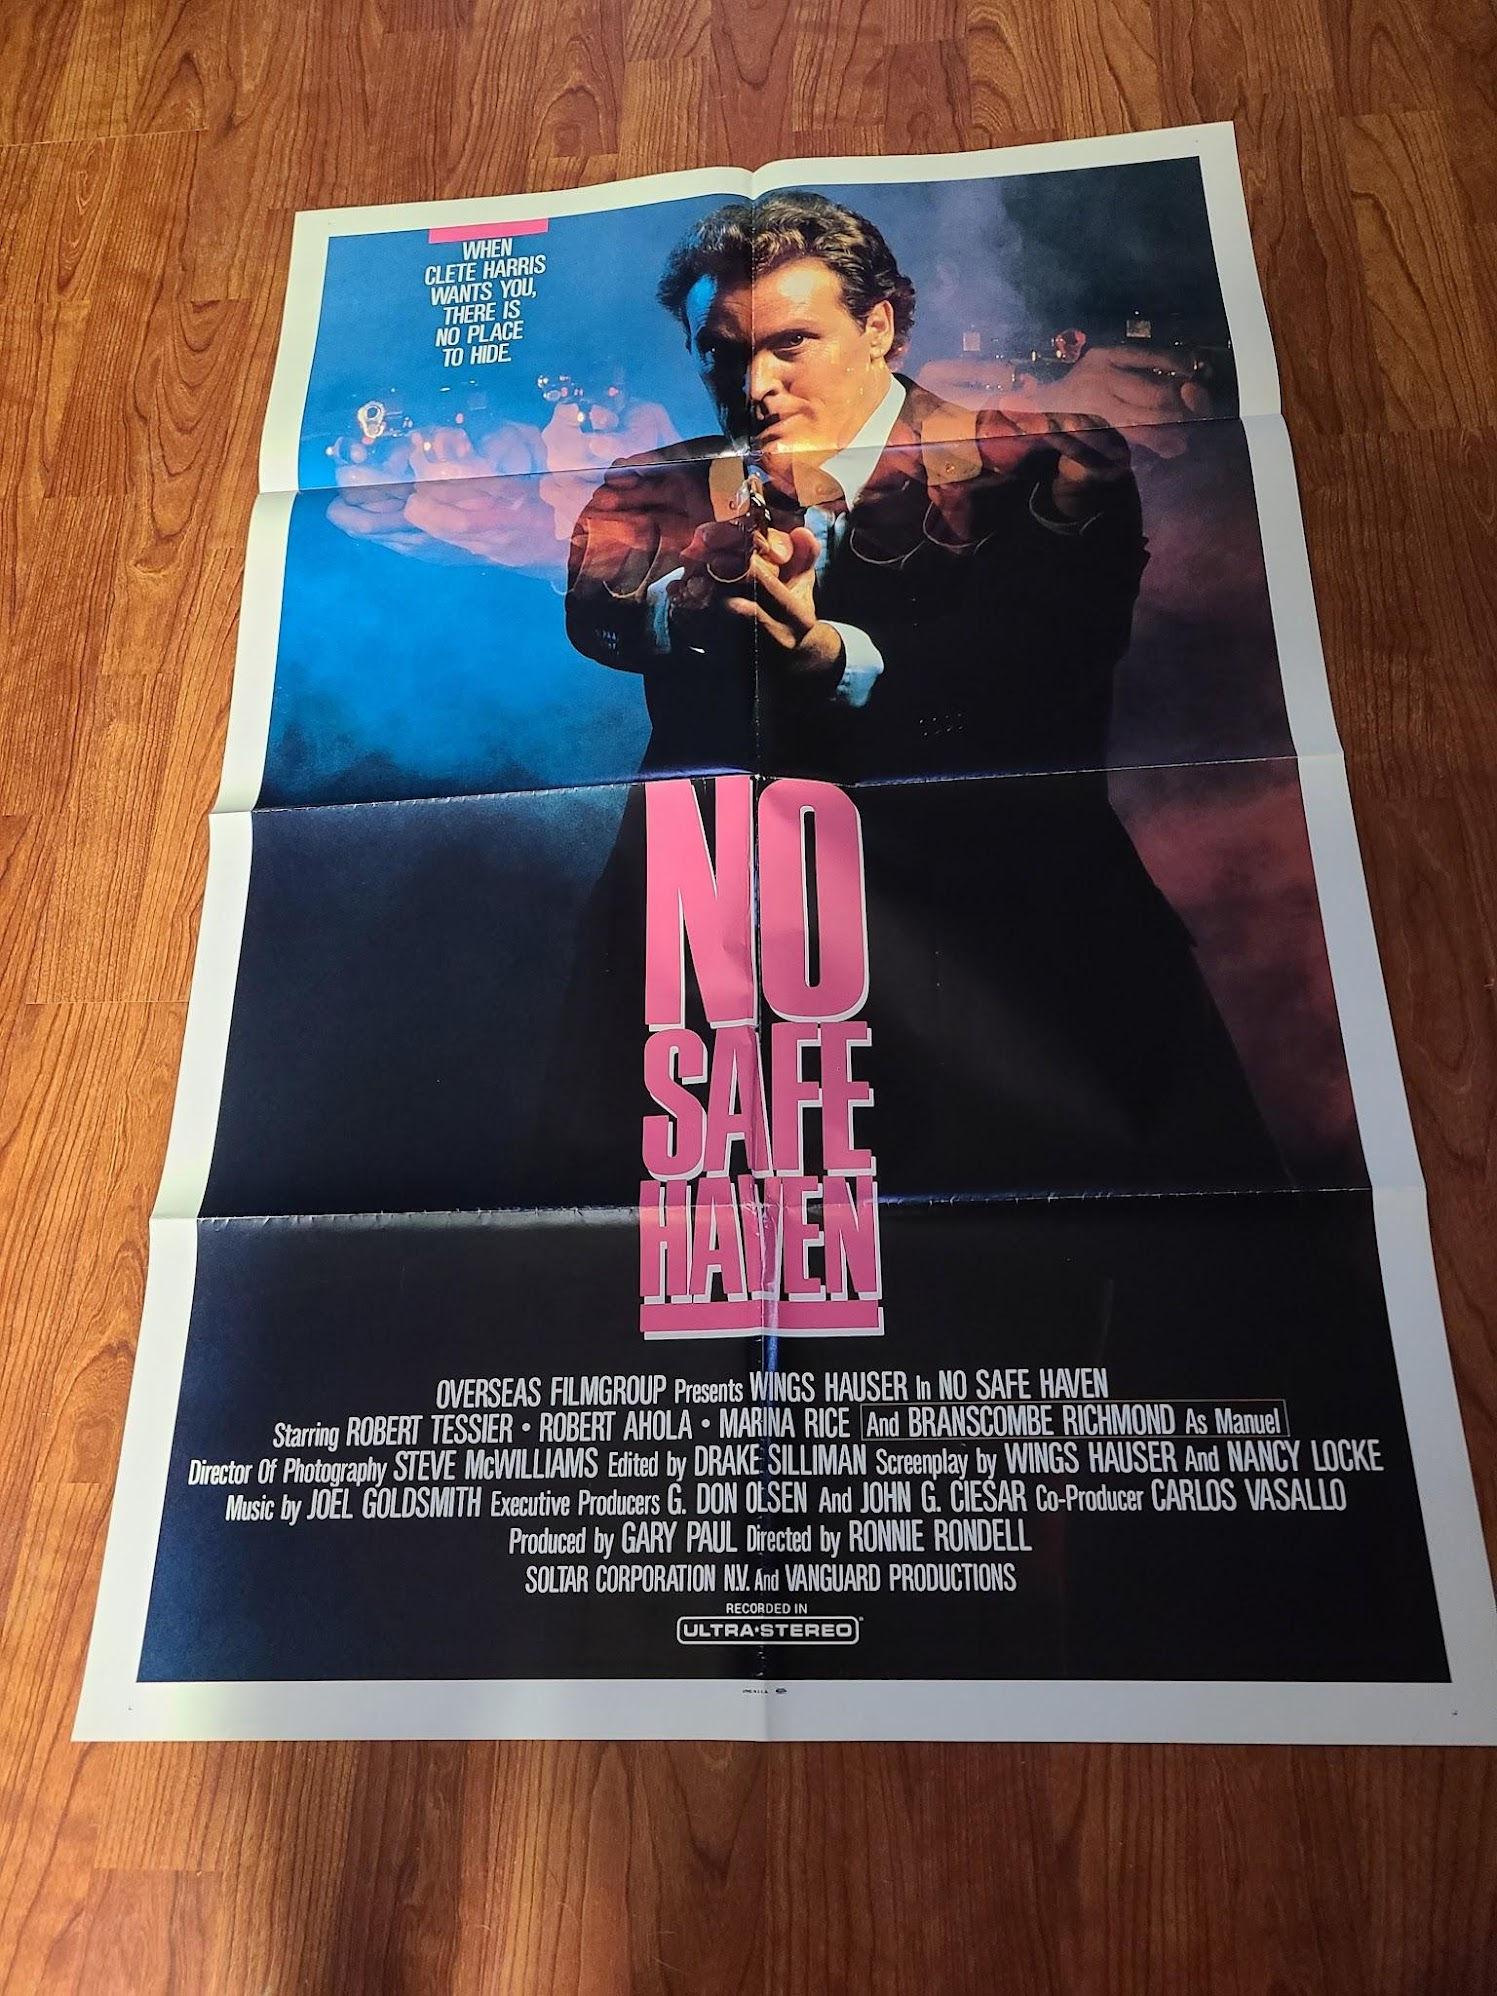 WHEN
CLETE HARRIS
WANTS YOU,
THERE IS
NO PLACE
TO HIDE
NO
SAFE
HAVEN
OVERSEAS FILMGROUP Presents WINGS HAUSER In NO SAFE HAVEN
Starring ROBERT TESSIER • ROBERT AHOLA • MARINA RICE And BRANSCOMBE RICHMOND As Manuel
Director Of Photography STEVE McWILLIAMS Edited by DRAKE SILLIMAN Screenplay by WINGS HAUSER And NANCY LOCKE
Music by JOEL GOLDSMITH Executive Producers G. DON OLSEN And JOHN G. CIESAR Co-Producer CARLOS VASALLO
Produced by GARY PAUL Directed by RONNIE RONDELL
SOLTAR CORPORATION N.V. And VANGUARD PRODUCTIONS
RECORDED IN
ULTRA•STEREO